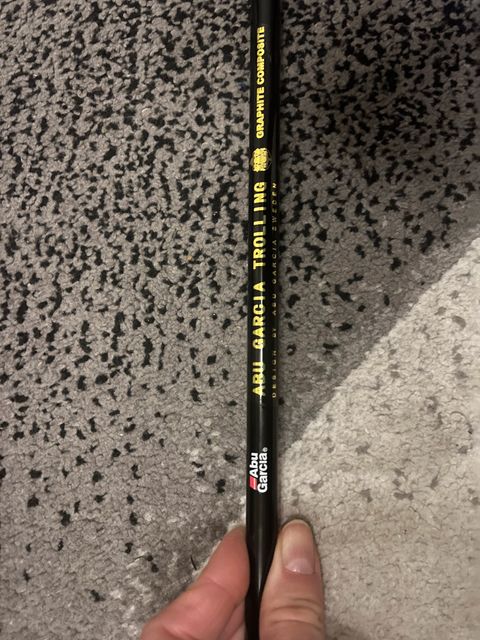 Abu
Garcia®
ABU GARCIA TROLLING GRAPHITE COMPOSITE
DESIGN BY ABU GARCIA SWEDEN